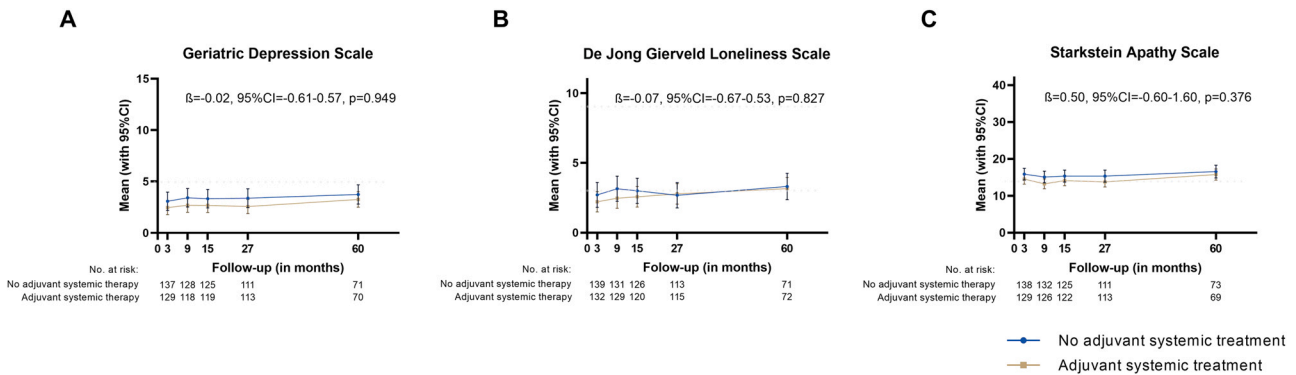 A
Geriatric Depression Scale
ß=-0.02, 95%CI=-0.61-0.57, p=0.949
Mean (with 95%CI)
15
10
5
0
0 3 9 15 27 60
Follow-up (in months)
No. at risk:
No adjuvant systemic therapy 137 128 125 111 71
Adjuvant systemic therapy 129 118 119 113 70
B
De Jong Gierveld Loneliness Scale
ß=-0.07, 95%CI=-0.67-0.53, p=0.827
Mean (with 95%CI)
10
5
0
0 3 9 15 27 60
Follow-up (in months)
No. at risk:
No adjuvant systemic therapy 139 131 126 113 71
Adjuvant systemic therapy 132 129 120 115 72
C
Starkstein Apathy Scale
ß=0.50, 95%CI=-0.60-1.60, p=0.376
Mean (with 95%CI)
40
30
20
10
0
0 3 9 15 27 60
Follow-up (in months)
No. at risk:
No adjuvant systemic therapy 138 132 125 111 73
Adjuvant systemic therapy 129 126 122 113 69
No adjuvant systemic treatment
Adjuvant systemic treatment